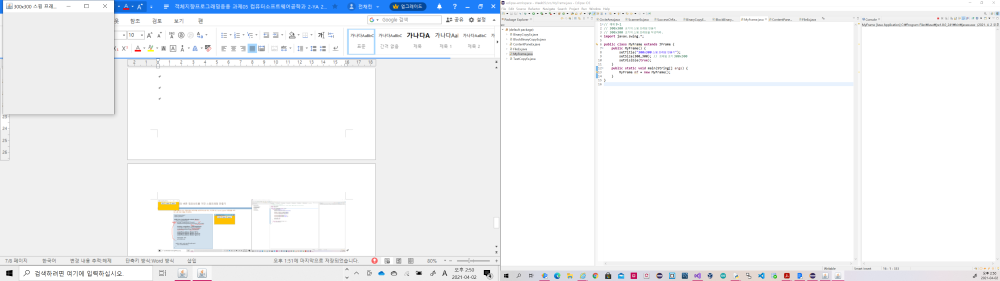 300x300 스윙 프레...
객체지향프로그래밍응용 과제05 컴퓨터소프트웨어공학과 2-YA 2...
전채린
업그레이드
참조 검토 보기 펜
Google 검색
공유 설정
10
가나다AaBbC 가나다AaBbC 가나다A 가나다AaI 가나다AaBbC 가
표준 간격 없음 제목 제목 1 제목 2
2 1 1 2 3 4 5 6 7 8 9 10 11 12 13 14 15 16 17 18
23
24
25
26
7/8 페이지 한국어 변경 내용 추적:해제 단축키 방식:Word 방식 삽입 오후 1:51에 마지막으로 저장되었습니다. 80%
검색하려면 여기에 입력하십시오.
오후 2:50
2021-04-02
4
eclipse-workspace - Week05/src/MyFrame.java - Eclipse IDE
File Edit Source Refactor Navigate Search Project Run Window Help
Package Explorer
src
(default package)
BinaryCopyEx.java
BlockBinaryCopyEx.java
ContentPaneEx.java
FileEx.java
MyFrame.java
TextCopyEx.java
CircleArea.java ScannerEx.java SuccessOrFa... BinaryCopyE... BlockBinary... MyFrame.java ContentPane... FileEx.java
1 // 예제 9-1
2 // 300x300 크기의 스윙 프레임 만들기
3 // 300x300 크기의 스윙 프레임을 작성하라.
4 import javax.swing.*;
6 public class MyFrame extends JFrame {
7 public MyFrame() {
8 setTitle("300x300 스윙 프레임 만들기");
9 setSize(300,300); // 프레임 크기 300x300
10 setVisible(true);
11 }
12 public static void main(String[] args) {
13 MyFrame mf = new MyFrame();
14 }
15 }
16
Console
MyFrame [Java Application] C:₩Program Files₩Java₩jre1.8.0_241₩bin₩javaw.exe (2021. 4. 2 오후
Writable Smart Insert 16 : 1 : 333
오후 2:50
2021-04-02